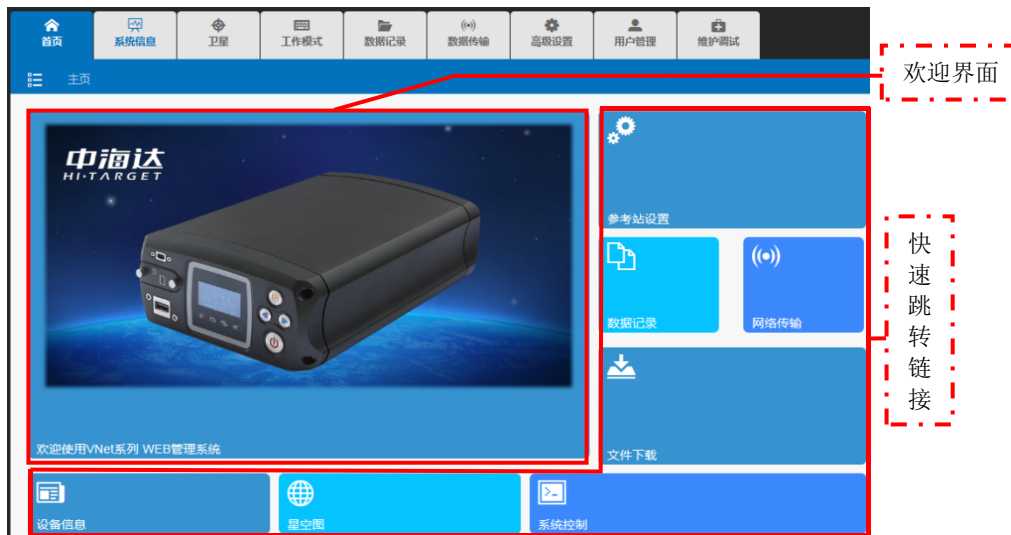 首页 系统信息 卫星 工作模式 数据记录 数据传输 高级设置 用户管理 维护调试
主页
欢迎界面
中海达
HI·TARGET
参考站设置
数据记录 网络传输
快速跳转链接
欢迎使用VNet系列 WEB管理系统
文件下载
设备信息 星空图 系统控制